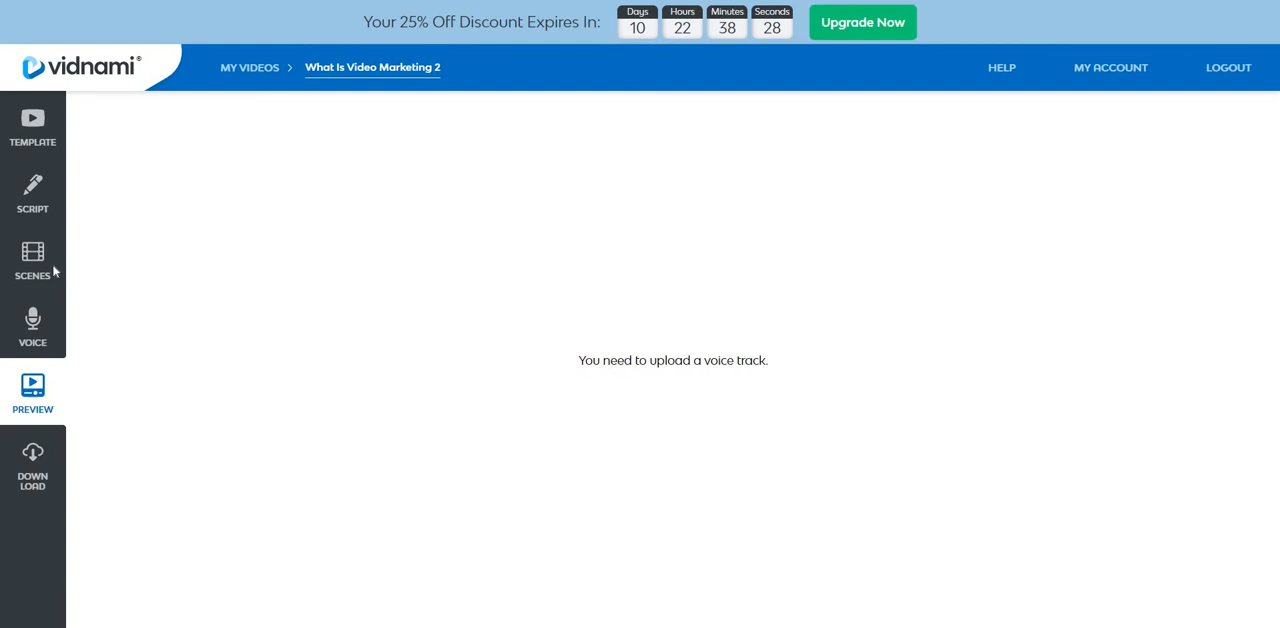 Your 25% Off Discount Expires In:
Days Hours Minutes Seconds
10 22 38 28
Upgrade Now
vidnami®
MY VIDEOS > What Is Video Marketing 2
HELP
MY ACCOUNT
LOGOUT
TEMPLATE
SCRIPT
SCENES
VOICE
PREVIEW
DOWN
LOAD
You need to upload a voice track.